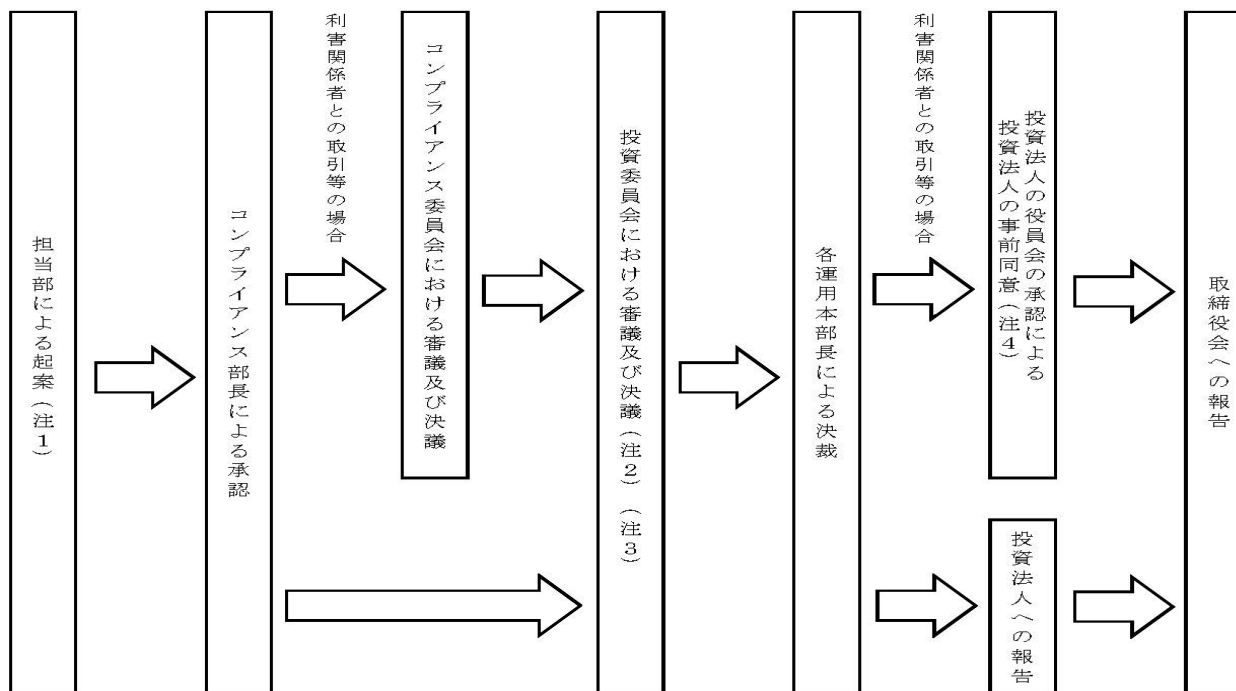 担当部による起案（注１）
コンプライアンス部長による承認
利害関係者との取引等の場合
コンプライアンス委員会における審議及び決議
投資委員会における審議及び決議（注２）（注３）
各運用本部長による決裁
利害関係者との取引等の場合
投資法人の役員会の承認による
投資法人の事前同意（注４）
投資法人への報告
取締役会への報告